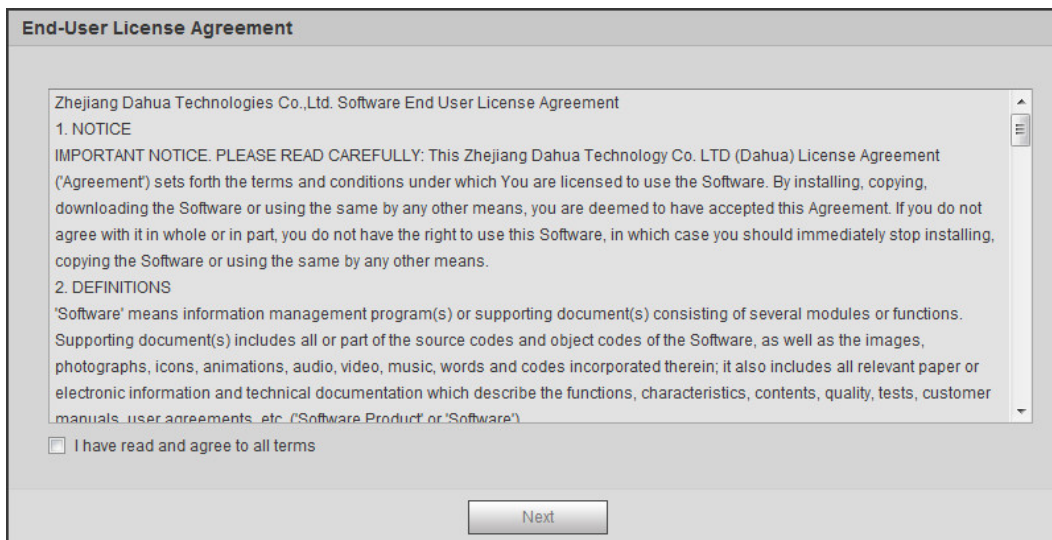 End-User License Agreement
Zhejiang Dahua Technologies Co.,Ltd. Software End User License Agreement
1. NOTICE
IMPORTANT NOTICE. PLEASE READ CAREFULLY: This Zhejiang Dahua Technology Co. LTD (Dahua) License Agreement
('Agreement') sets forth the terms and conditions under which You are licensed to use the Software. By installing, copying,
downloading the Software or using the same by any other means, you are deemed to have accepted this Agreement. If you do not
agree with it in whole or in part, you do not have the right to use this Software, in which case you should immediately stop installing,
copying the Software or using the same by any other means.
2. DEFINITIONS
'Software' means information management program(s) or supporting document(s) consisting of several modules or functions.
Supporting document(s) includes all or part of the source codes and object codes of the Software, as well as the images,
photographs, icons, animations, audio, video, music, words and codes incorporated therein; it also includes all relevant paper or
electronic information and technical documentation which describe the functions, characteristics, contents, quality, tests, customer
manuals, user agreements, etc. ('Software Product' or 'Software')
I have read and agree to all terms
Next